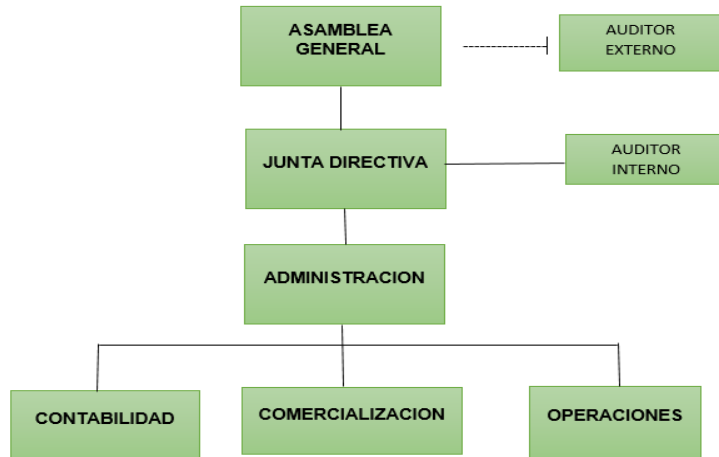 ASAMBLEA
GENERAL
AUDITOR
EXTERNO
JUNTA DIRECTIVA
AUDITOR
INTERNO
ADMINISTRACION
CONTABILIDAD
COMERCIALIZACION
OPERACIONES